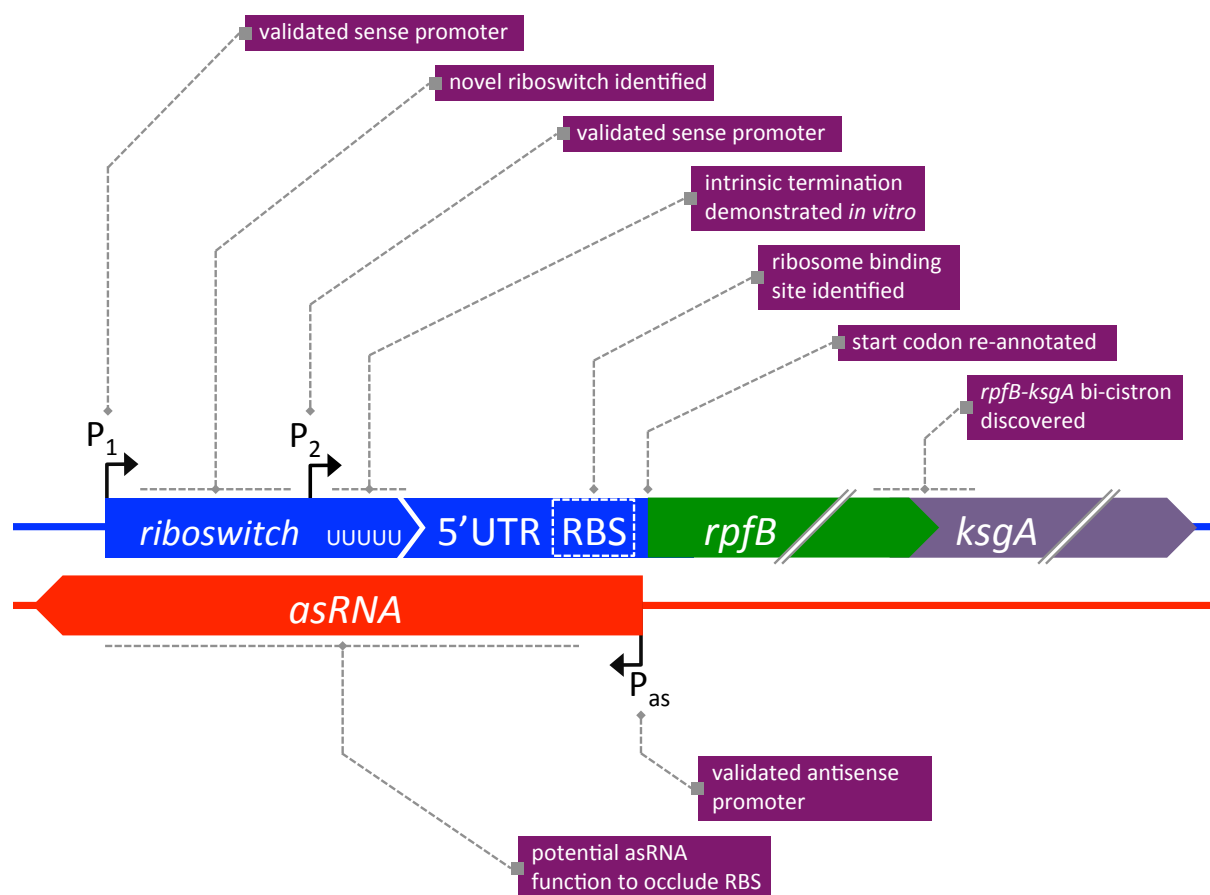 validated sense promoter
novel riboswitch identified
validated sense promoter
intrinsic termination
demonstrated in vitro
ribosome binding
site identified
start codon re-annotated
rpfB-ksgA bi-cistron
discovered
P1
P2
riboswitch
UUUUU
5’UTR
RBS
rpfB
ksgA
asRNA
Pas
validated antisense
promoter
potential asRNA
function to occlude RBS